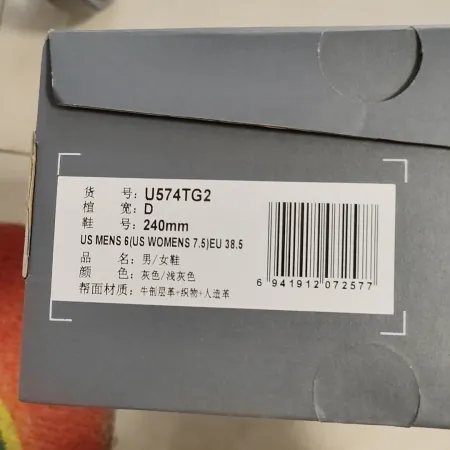 货 号: U574TG2
楦 宽: D
鞋 号: 240mm
US MENS 6(US WOMENS 7.5)EU 38.5
品 名: 男/女鞋
颜 色: 灰色/浅灰色
帮面材质: 牛剖层革+织物+人造革
6 941912 072577